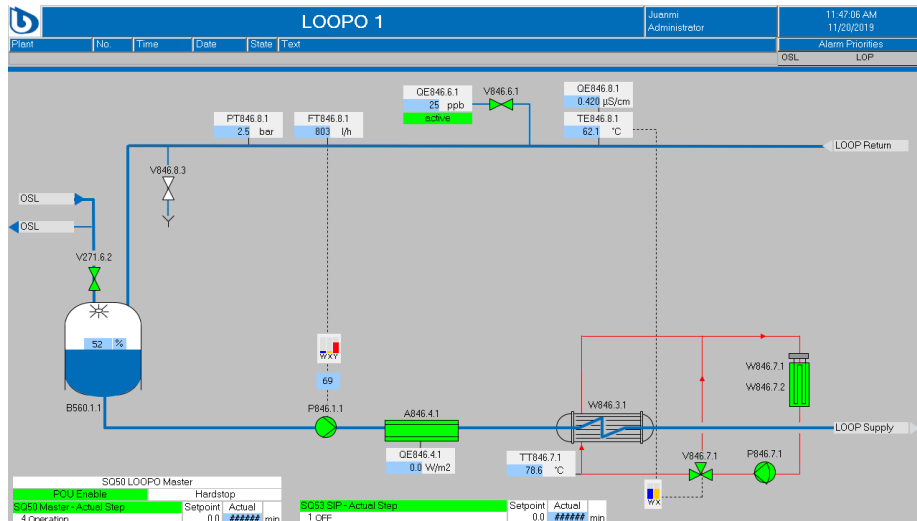 LOOPO 1
Juanmi
Administrator
11:47:06 AM
11/20/2019
Plant No. Time Date State Text
Alarm Priorities
OSL LOP
QE846.6.1
25 ppb
active
V846.6.1
QE846.8.1
0.420 µS/cm
TE846.8.1
62.1 °C
PT846.8.1
2.5 bar
FT846.8.1
803 l/h
LOOP Return
V846.8.3
OSL
OSL
V271.6.2
52 %
B560.1.1
W X Y
69
P846.1.1
A846.4.1
QE846.4.1
0.0 W/m2
W846.3.1
TT846.7.1
78.6 °C
W846.7.1
W846.7.2
LOOP Supply
V846.7.1
P846.7.1
W X
SQ50 LOOPO Master
POU Enable Hardstop
SQ50 Master - Actual Step Setpoint Actual
4 Operation 0.0 ###### min
SQ53 SIP - Actual Step Setpoint Actual
1 OFF 0.0 ###### min